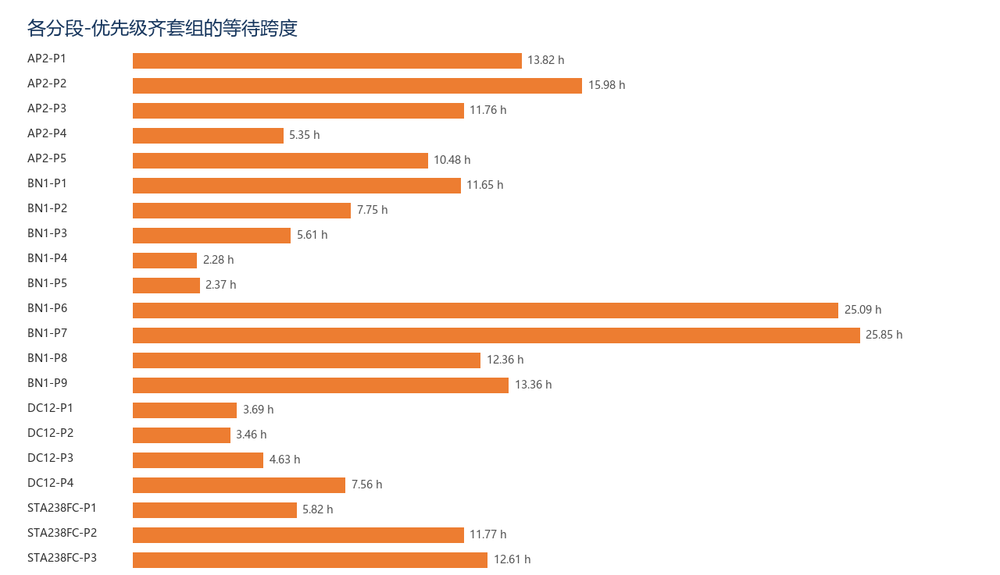 各分段-优先级齐套组的等待跨度
AP2-P1 13.82 h
AP2-P2 15.98 h
AP2-P3 11.76 h
AP2-P4 5.35 h
AP2-P5 10.48 h
BN1-P1 11.65 h
BN1-P2 7.75 h
BN1-P3 5.61 h
BN1-P4 2.28 h
BN1-P5 2.37 h
BN1-P6 25.09 h
BN1-P7 25.85 h
BN1-P8 12.36 h
BN1-P9 13.36 h
DC12-P1 3.69 h
DC12-P2 3.46 h
DC12-P3 4.63 h
DC12-P4 7.56 h
STA238FC-P1 5.82 h
STA238FC-P2 11.77 h
STA238FC-P3 12.61 h